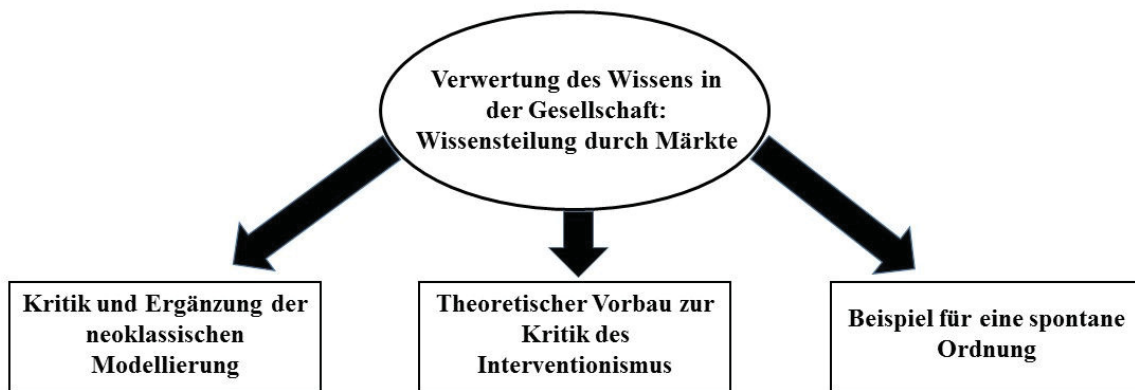 Verwertung des Wissens in
der Gesellschaft:
Wissensteilung durch Märkte
Kritik und Ergänzung der
neoklassischen
Modellierung
Theoretischer Vorbau zur
Kritik des
Interventionismus
Beispiel für eine spontane
Ordnung